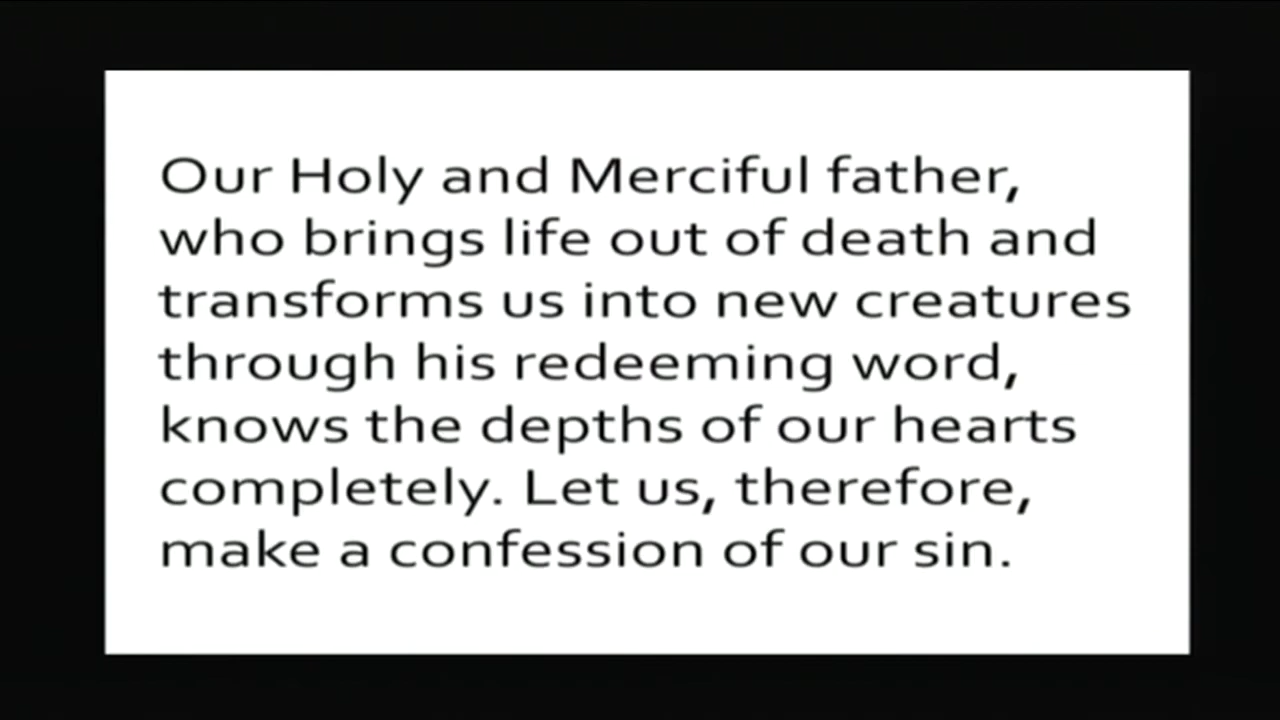 Our Holy and Merciful father,
who brings life out of death and
transforms us into new creatures
through his redeeming word,
knows the depths of our hearts
completely. Let us, therefore,
make a confession of our sin.